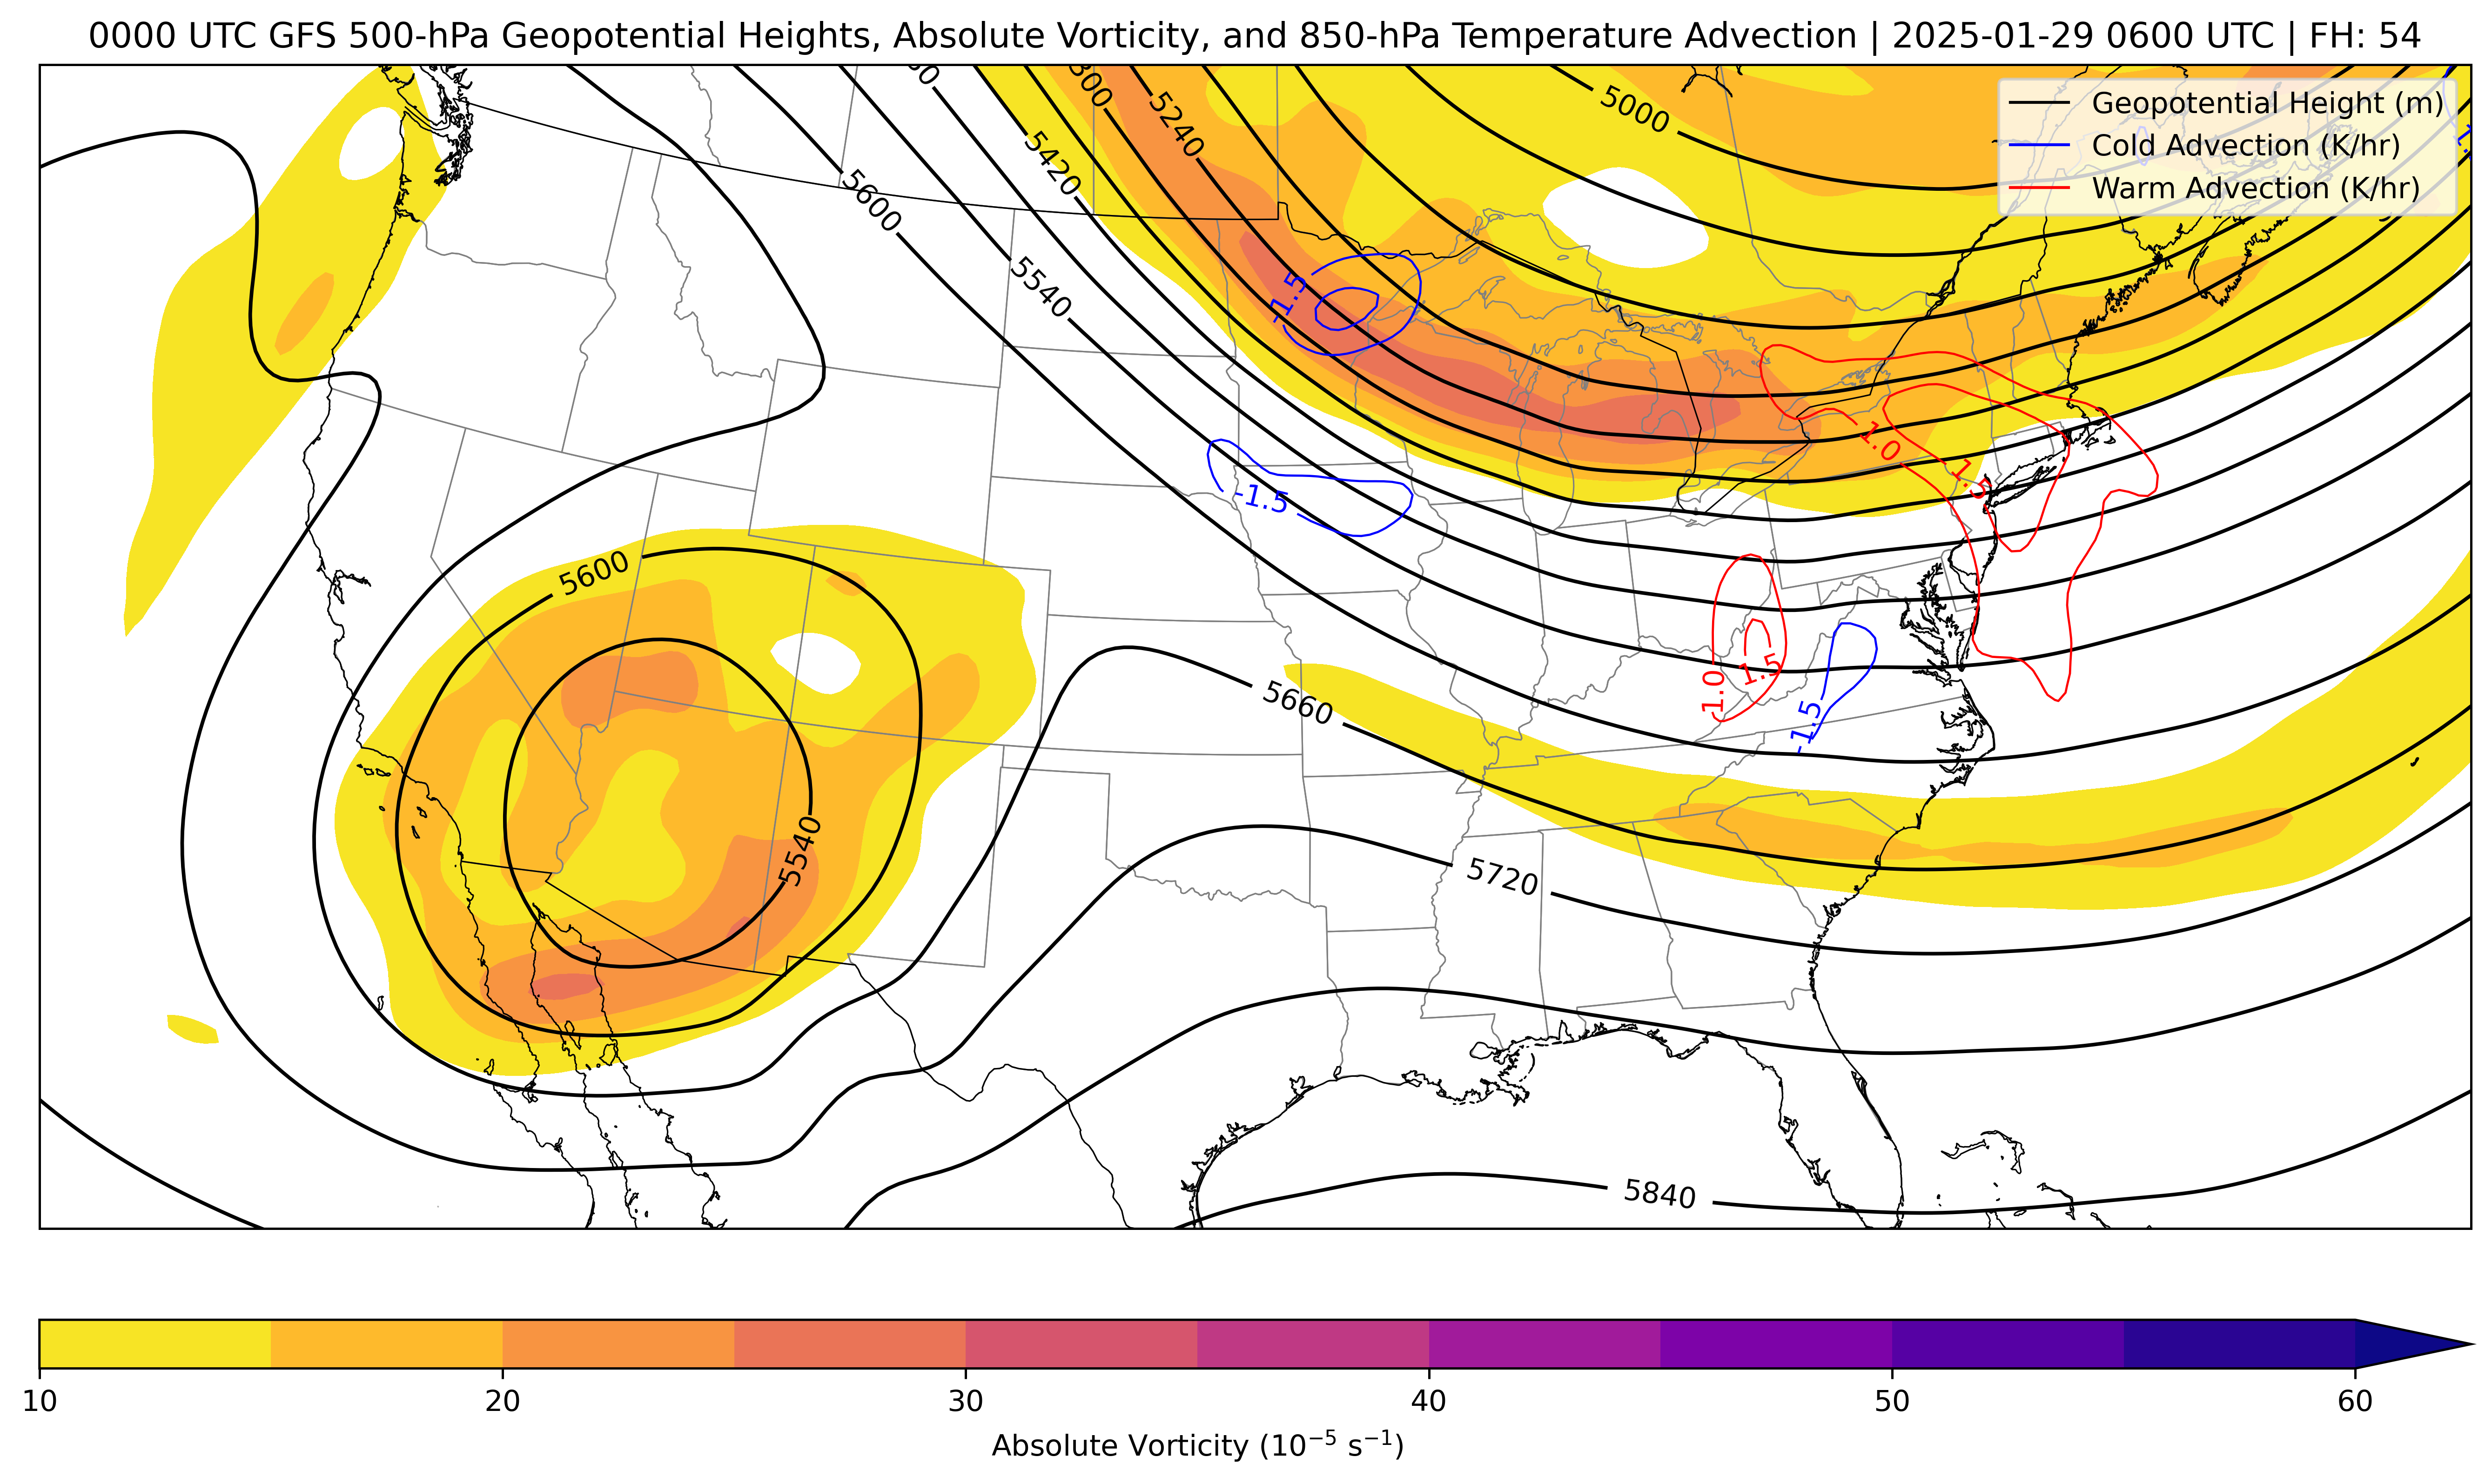 0000 UTC GFS 500-hPa Geopotential Heights, Absolute Vorticity, and 850-hPa Temperature Advection | 2025-01-29 0600 UTC | FH: 54
Geopotential Height (m)
Cold Advection (K/hr)
Warm Advection (K/hr)
5000
5240
5420
5600
5540
-1.5
1.0
1.5
-1.5
5600
1.5
1.0
5660
-1.5
5540
5720
5840
10 20 30 40 50 60
Absolute Vorticity (10⁻⁵ s⁻¹)